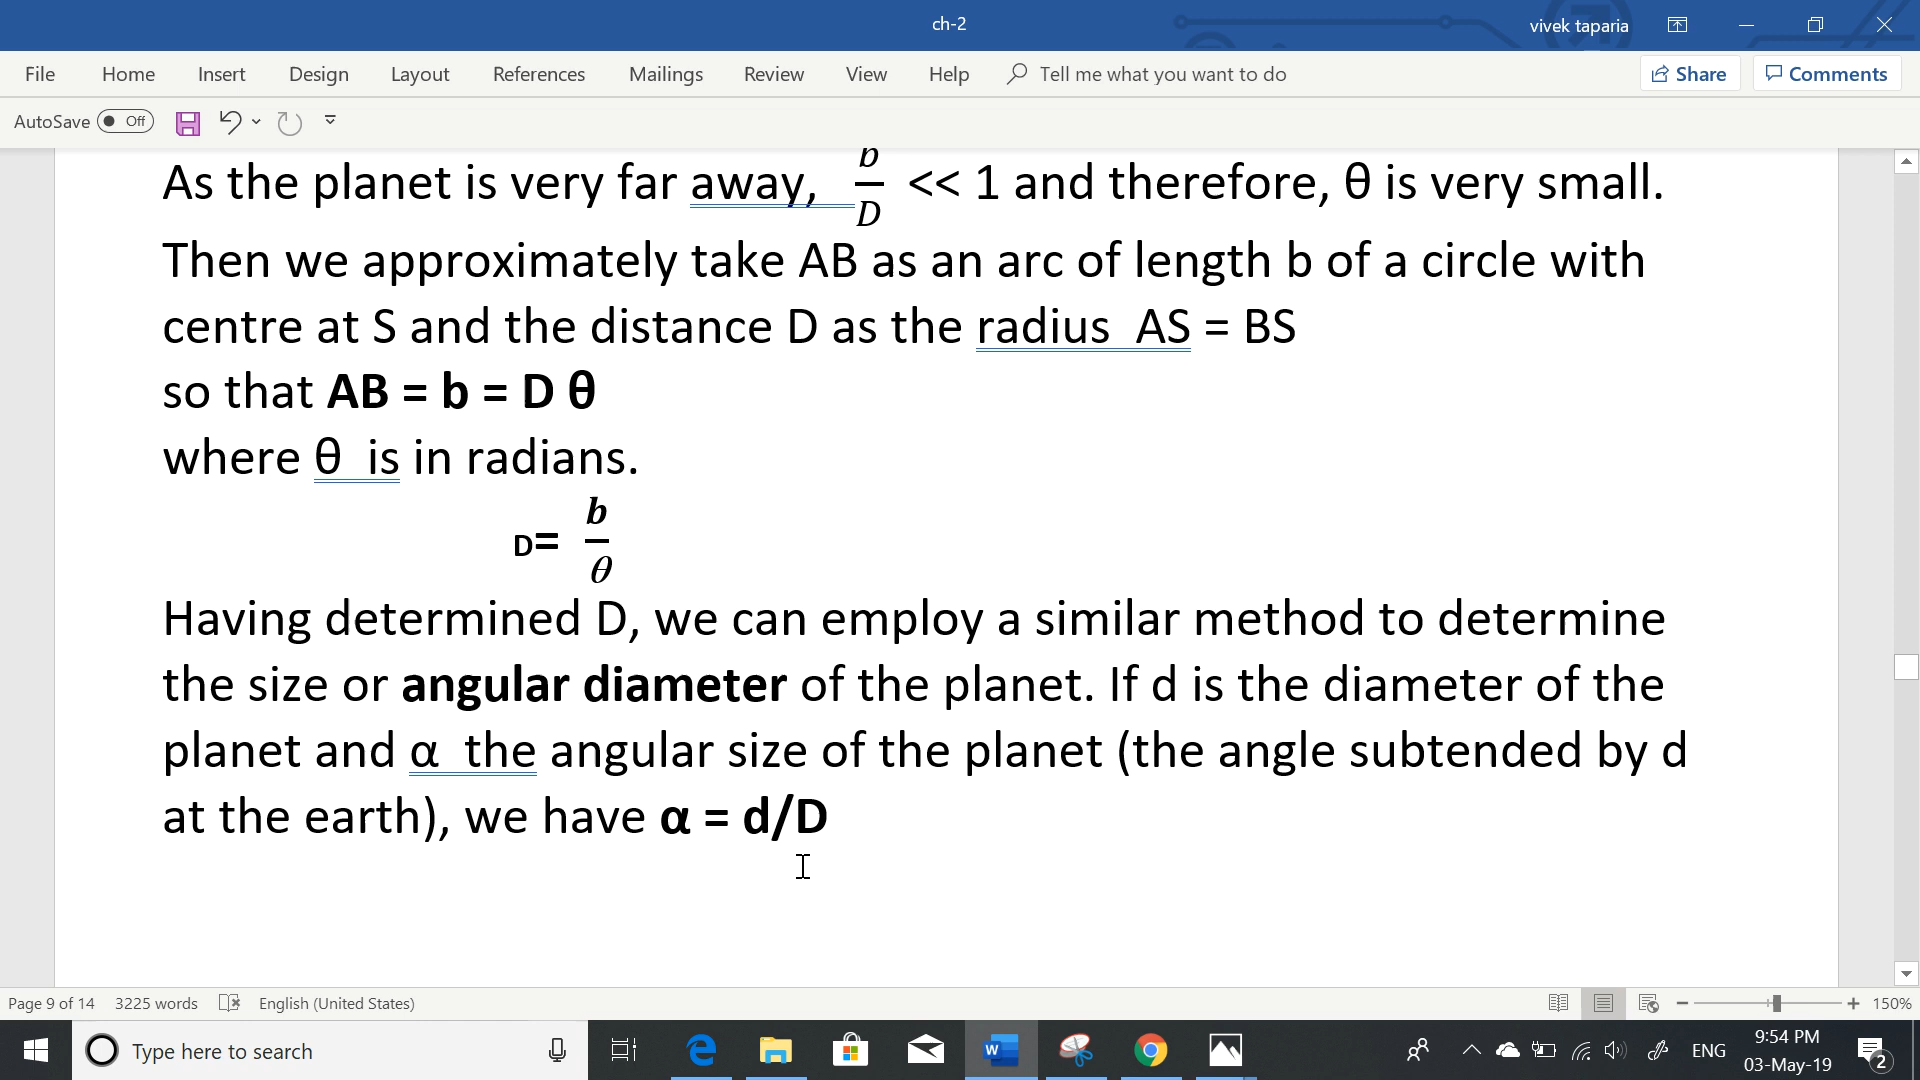 ch-2
vivek taparia
File Home Insert Design Layout References Mailings Review View Help Tell me what you want to do Share Comments
AutoSave Off
As the planet is very far away, b/D << 1 and therefore, θ is very small.
Then we approximately take AB as an arc of length b of a circle with
centre at S and the distance D as the radius AS = BS
so that AB = b = D θ
where θ is in radians.
D= b/θ
Having determined D, we can employ a similar method to determine
the size or angular diameter of the planet. If d is the diameter of the
planet and α the angular size of the planet (the angle subtended by d
at the earth), we have α = d/D
Page 9 of 14 3225 words English (United States) 150%
Type here to search
ENG
9:54 PM
03-May-19
2